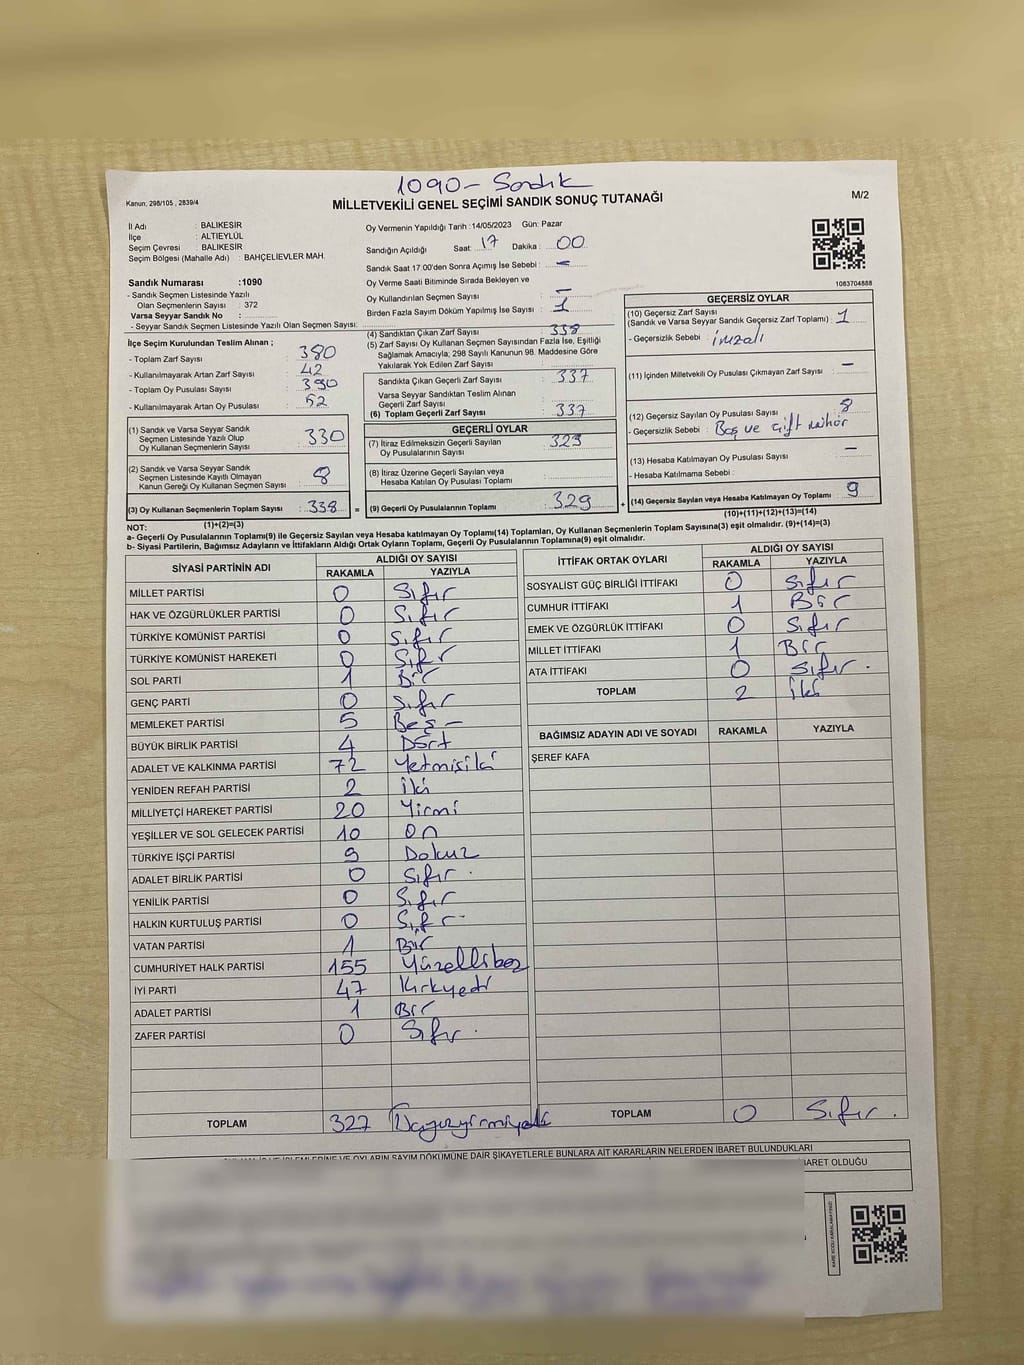 1090 - Sandık
Kanun: 298/105 , 2839/4
MİLLETVEKİLİ GENEL SEÇİMİ SANDIK SONUÇ TUTANAĞI
M/2
İl Adı : BALIKESİR
İlçe : ALTIEYLÜL
Seçim Çevresi : BALIKESİR
Seçim Bölgesi (Mahalle Adı) : BAHÇELİEVLER MAH.
Sandık Numarası :1090
- Sandık Seçmen Listesinde Yazılı
Olan Seçmenlerin Sayısı : 372
Varsa Seyyar Sandık No :
- Seyyar Sandık Seçmen Listesinde Yazılı Olan Seçmen Sayısı:
Oy Vermenin Yapıldığı Tarih :14/05/2023 Gün: Pazar
Sandığın Açıldığı Saat: 17 Dakika : 00
Sandık Saat 17:00'den Sonra Açımış İse Sebebi : -
Oy Verme Saati Bitiminde Sırada Bekleyen ve
Oy Kullandırılan Seçmen Sayısı : -
Birden Fazla Sayım Döküm Yapılmış İse Sayısı : 1
1083704888
İlçe Seçim Kurulundan Teslim Alınan ;
- Toplam Zarf Sayısı : 380
- Kullanılmayarak Artan Zarf Sayısı : 42
- Toplam Oy Pusulası Sayısı : 390
- Kullanılmayarak Artan Oy Pusulası : 52
(1) Sandık ve Varsa Seyyar Sandık
Seçmen Listesinde Yazılı Olup
Oy Kullanan Seçmenlerin Sayısı : 330
(2) Sandık ve Varsa Seyyar Sandık
Seçmen Listesinde Kayıtlı Olmayan
Kanun Gereği Oy Kullanan Seçmen Sayısı : 8
(3) Oy Kullanan Seçmenlerin Toplam Sayısı : 338 =
(1)+(2)=(3)
(4) Sandıktan Çıkan Zarf Sayısı : 338
(5) Zarf Sayısı Oy Kullanan Seçmen Sayısından Fazla İse, Eşitliği
Sağlamak Amacıyla; 298 Sayılı Kanunun 98. Maddesine Göre
Yakılarak Yok Edilen Zarf Sayısı :
Sandıkta Çıkan Geçerli Zarf Sayısı : 337
Varsa Seyyar Sandıktan Teslim Alınan
Geçerli Zarf Sayısı :
(6) Toplam Geçerli Zarf Sayısı : 337
GEÇERLİ OYLAR
(7) İtiraz Edilmeksizin Geçerli Sayılan
Oy Pusulalarının Sayısı : 329
(8) İtiraz Üzerine Geçerli Sayılan veya
Hesaba Katılan Oy Pusulası Toplamı :
(9) Geçerli Oy Pusulalarının Toplamı : 329 +
GEÇERSİZ OYLAR
(10) Geçersiz Zarf Sayısı
(Sandık ve Varsa Seyyar Sandık Geçersiz Zarf Toplamı) : 1
- Geçersizlik Sebebi : imzalı
(11) İçinden Milletvekili Oy Pusulası Çıkmayan Zarf Sayısı : -
(12) Geçersiz Sayılan Oy Pusulası Sayısı : 8
- Geçersizlik Sebebi : Boş ve çift mühür
(13) Hesaba Katılmayan Oy Pusulası Sayısı : -
- Hesaba Katılmama Sebebi :
(14) Geçersiz Sayılan veya Hesaba Katılmayan Oy Toplamı : 9
(10)+(11)+(12)+(13)=(14)
NOT:
a- Geçerli Oy Pusulalarının Toplamı(9) ile Geçersiz Sayılan veya Hesaba katılmayan Oy Toplamı(14) Toplamları, Oy Kullanan Seçmenlerin Toplam Sayısına(3) eşit olmalıdır. (9)+(14)=(3)
b- Siyasi Partilerin, Bağımsız Adayların ve İttifakların Aldığı Ortak Oyların Toplamı, Geçerli Oy Pusulalarının Toplamına(9) eşit olmalıdır.
SİYASİ PARTİNİN ADI ALDIĞI OY SAYISI
RAKAMLA YAZIYLA
MİLLET PARTİSİ 0 Sıfır
HAK VE ÖZGÜRLÜKLER PARTİSİ 0 Sıfır
TÜRKİYE KOMÜNİST PARTİSİ 0 Sıfır
TÜRKİYE KOMÜNİST HAREKETİ 0 Sıfır
SOL PARTİ 1 Bir
GENÇ PARTİ 0 Sıfır
MEMLEKET PARTİSİ 5 Beş -
BÜYÜK BİRLİK PARTİSİ 4 Dört
ADALET VE KALKINMA PARTİSİ 72 Yetmişiki
YENİDEN REFAH PARTİSİ 2 İki
MİLLİYETÇİ HAREKET PARTİSİ 20 Yirmi
YEŞİLLER VE SOL GELECEK PARTİSİ 10 On
TÜRKİYE İŞÇİ PARTİSİ 9 Dokuz
ADALET BİRLİK PARTİSİ 0 Sıfır .
YENİLİK PARTİSİ 0 Sıfır
HALKIN KURTULUŞ PARTİSİ 0 Sıfır
VATAN PARTİSİ 1 Bir
CUMHURİYET HALK PARTİSİ 155 Yüzellibeş
İYİ PARTİ 47 Kırkyedi
ADALET PARTİSİ 1 Bir
ZAFER PARTİSİ 0 Sıfır .
TOPLAM 327 Üçyüzyirmiyedi
İTTİFAK ORTAK OYLARI ALDIĞI OY SAYISI
RAKAMLA YAZIYLA
SOSYALİST GÜÇ BİRLİĞİ İTTİFAKI 0 Sıfır
CUMHUR İTTİFAKI 1 Bir
EMEK VE ÖZGÜRLÜK İTTİFAKI 0 Sıfır
MİLLET İTTİFAKI 1 Bir
ATA İTTİFAKI 0 Sıfır .
TOPLAM 2 İki
BAĞIMSIZ ADAYIN ADI VE SOYADI RAKAMLA YAZIYLA
ŞEREF KAFA
TOPLAM 0 Sıfır .
OYLARIN SAYIM DÖKÜMÜNE DAİR ŞİKAYETLERLE BUNLARA AİT KARARLARIN NELERDEN İBARET BULUNDUKLARI
İBARET OLDUĞU